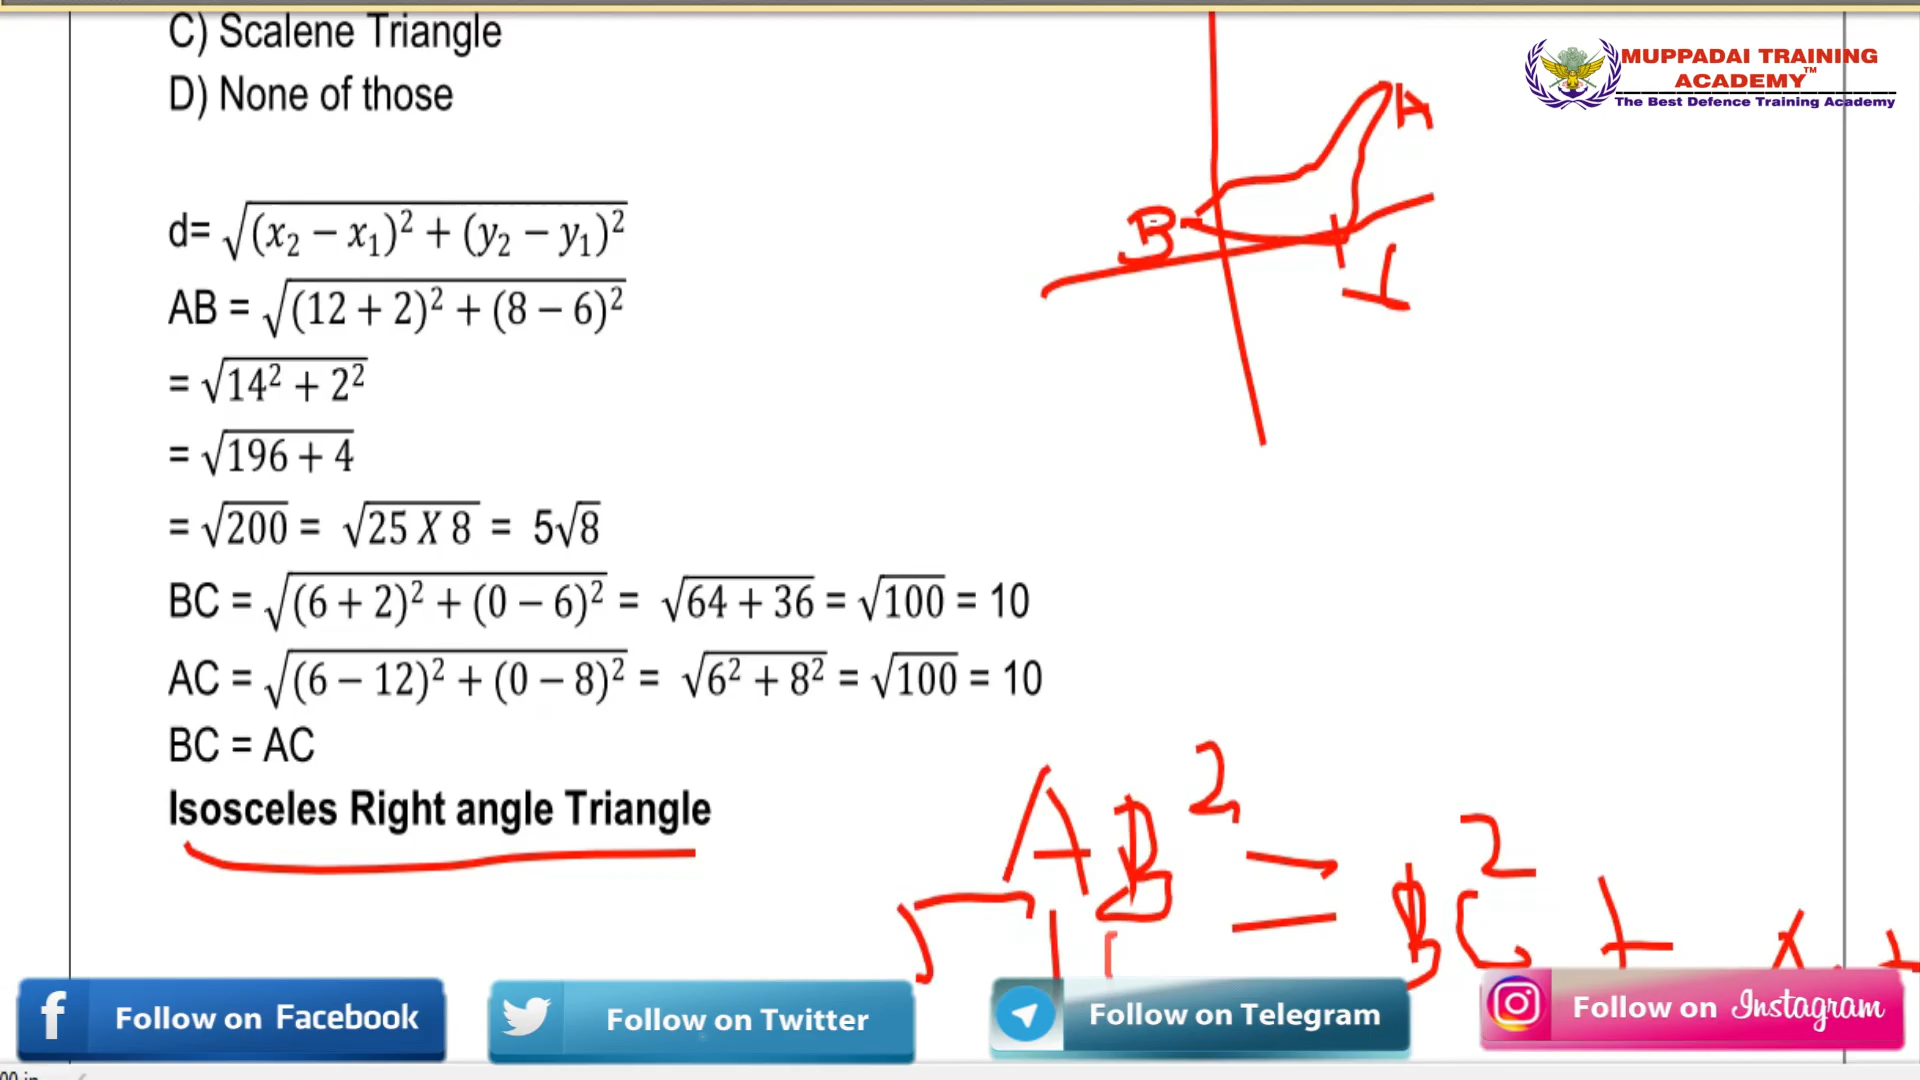 C) Scalene Triangle
D) None of those
MUPPADAI TRAINING
ACADEMY™
The Best Defence Training Academy
A
B
d= √(x₂ − x₁)² + (y₂ − y₁)²
AB = √(12 + 2)² + (8 − 6)²
= √14² + 2²
= √196 + 4
= √200 = √25 X 8 = 5√8
BC = √(6 + 2)² + (0 − 6)² = √64 + 36 = √100 = 10
AC = √(6 − 12)² + (0 − 8)² = √6² + 8² = √100 = 10
BC = AC
Isosceles Right angle Triangle
AB² = BC² +
f Follow on Facebook
Follow on Twitter
Follow on Telegram
Follow on Instagram